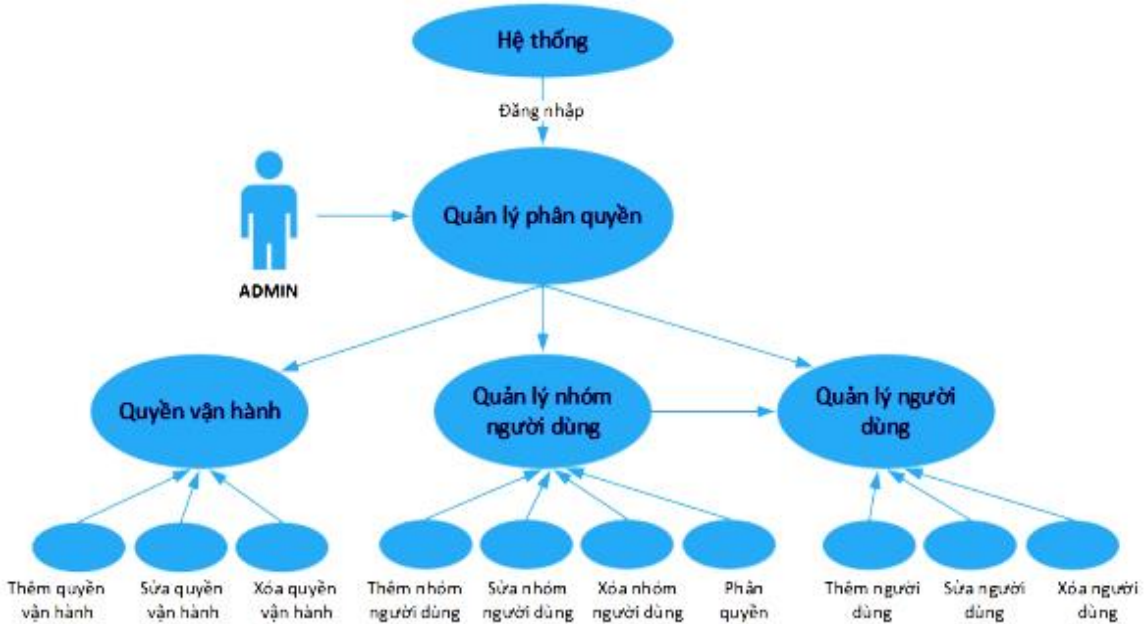 Hệ thống
Đăng nhập
Quản lý phân quyền
ADMIN
Quyền vận hành
Quản lý nhóm
người dùng
Quản lý người
dùng
Thêm quyền
vận hành
Sửa quyền
vận hành
Xóa quyền
vận hành
Thêm nhóm
người dùng
Sửa nhóm
người dùng
Xóa nhóm
người dùng
Phân
quyền
Thêm người
dùng
Sửa người
dùng
Xóa người
dùng